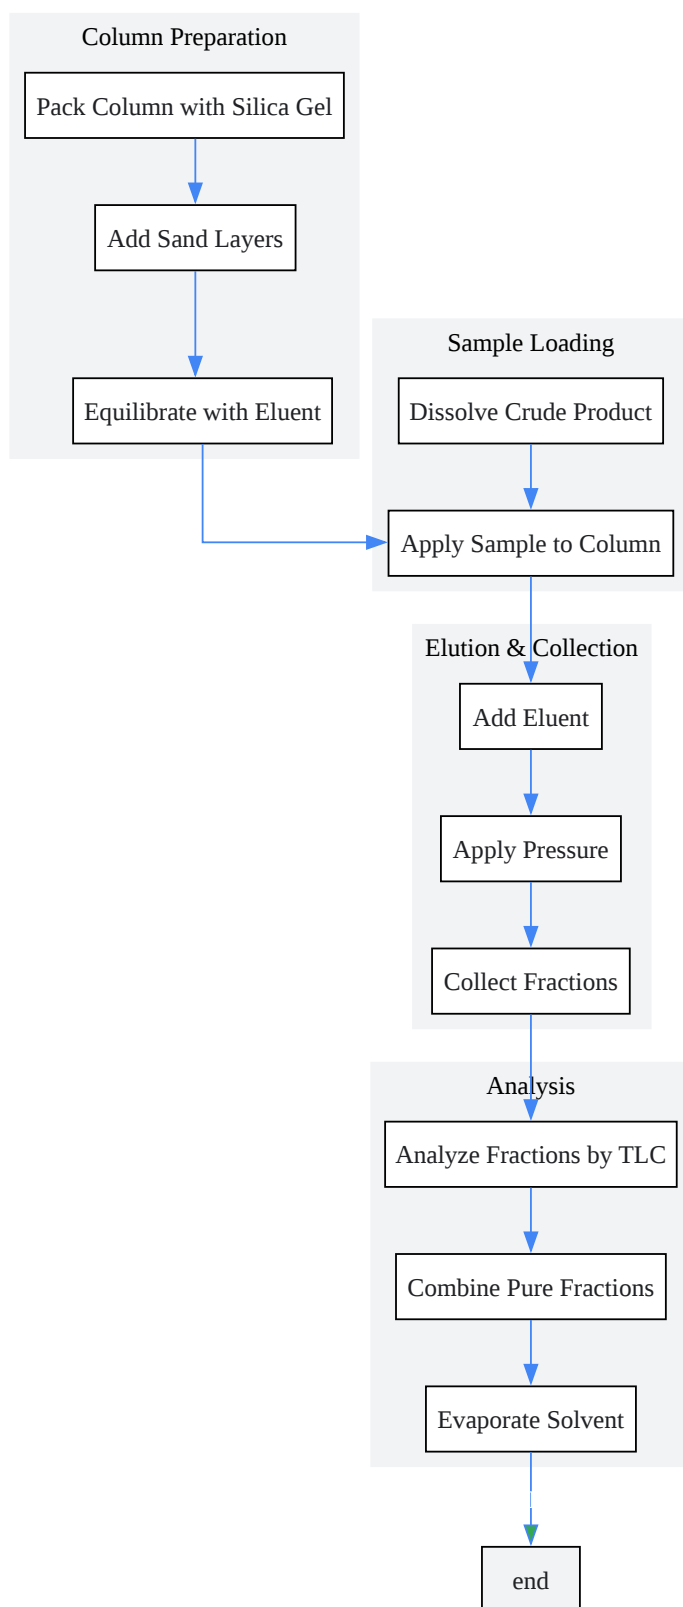 Column Preparation
Pack Column with Silica Gel
Add Sand Layers
Equilibrate with Eluent
Sample Loading
Dissolve Crude Product
Apply Sample to Column
Elution & Collection
Add Eluent
Apply Pressure
Collect Fractions
Analysis
Analyze Fractions by TLC
Combine Pure Fractions
Evaporate Solvent
end